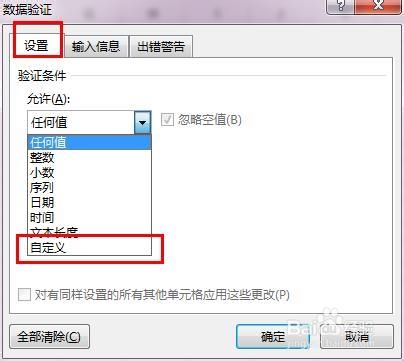 数据验证
设置 输入信息 出错警告
验证条件
允许(A):
任何值 忽略空值(B)
任何值
整数
小数
序列
日期
时间
文本长度
自定义
对有同样设置的所有其他单元格应用这些更改(P)
全部清除(C) 确定 取消
Baidu 经验